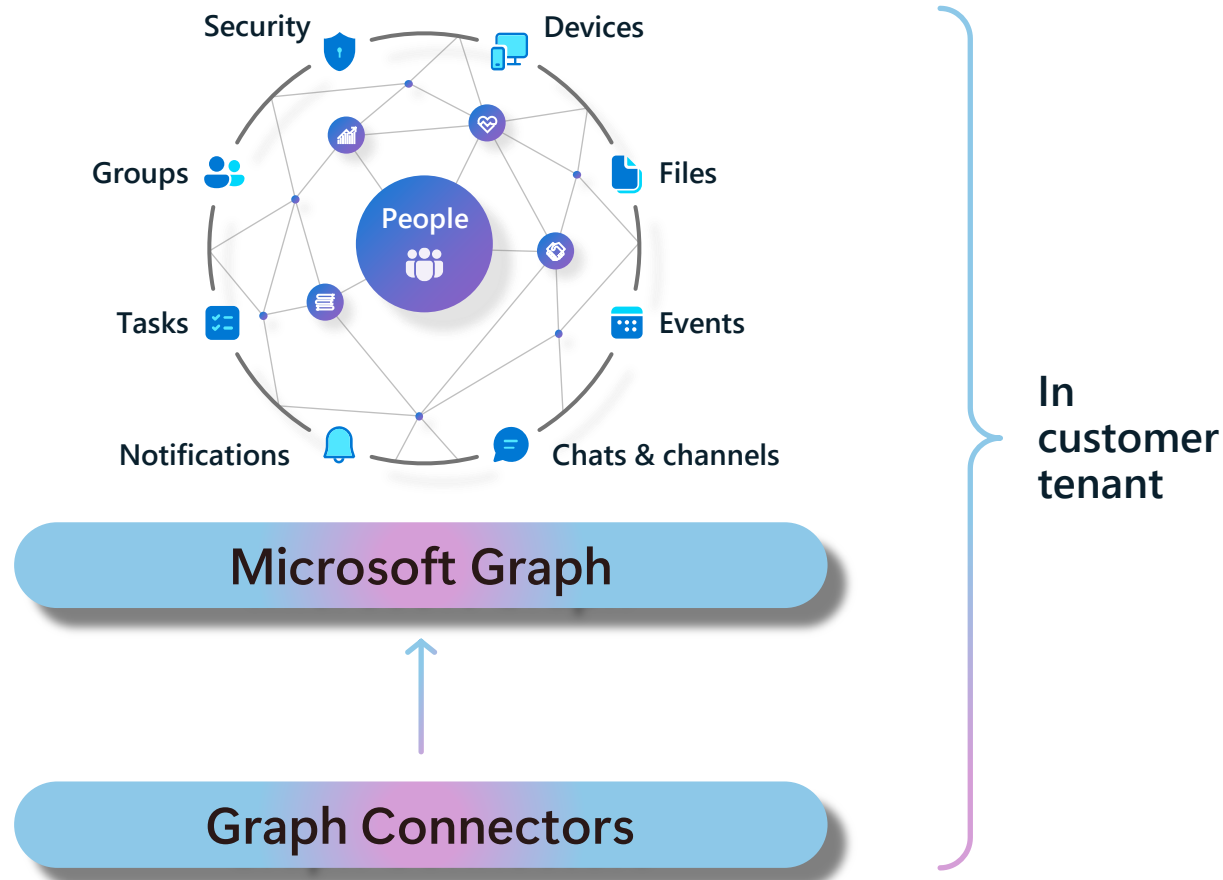 Security
Devices
Groups
Files
People
Tasks
Events
Notifications
Chats & channels
In
customer
tenant
Microsoft Graph
Graph Connectors